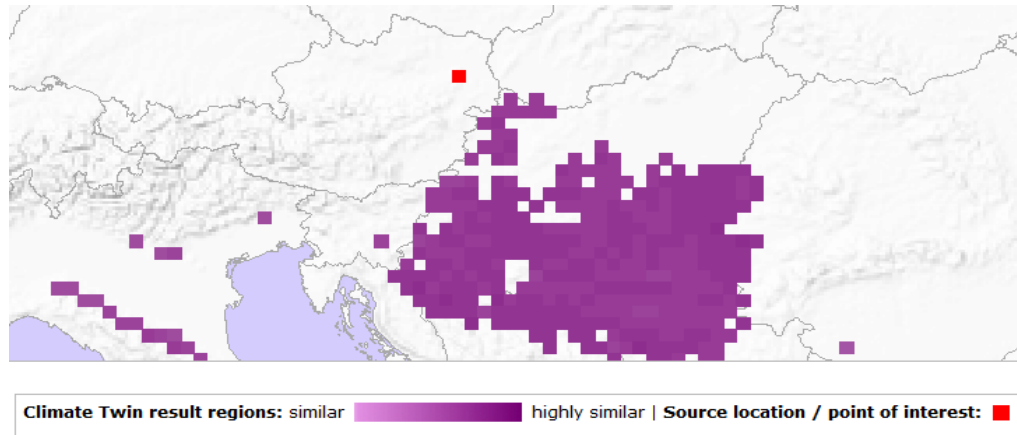 Climate Twin result regions: similar highly similar | Source location / point of interest: